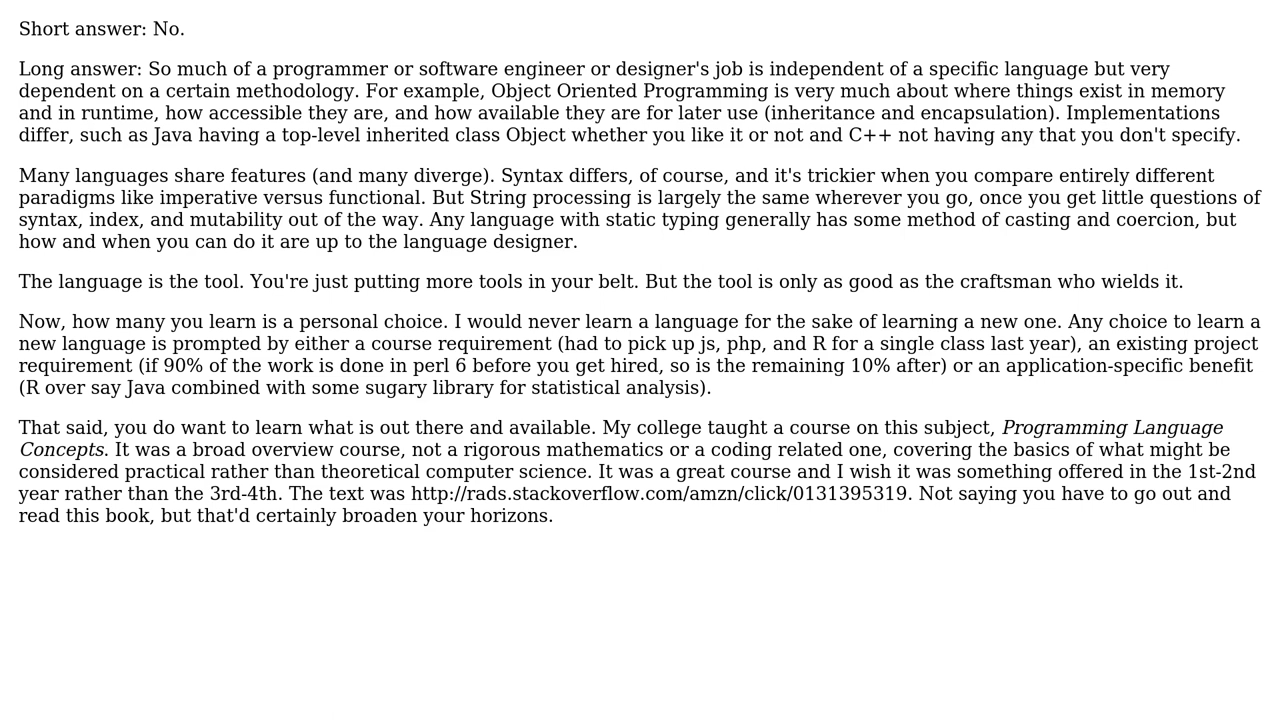 Short answer: No.
Long answer: So much of a programmer or software engineer or designer's job is independent of a specific language but very
dependent on a certain methodology. For example, Object Oriented Programming is very much about where things exist in memory
and in runtime, how accessible they are, and how available they are for later use (inheritance and encapsulation). Implementations
differ, such as Java having a top-level inherited class Object whether you like it or not and C++ not having any that you don't specify.
Many languages share features (and many diverge). Syntax differs, of course, and it's trickier when you compare entirely different
paradigms like imperative versus functional. But String processing is largely the same wherever you go, once you get little questions of
syntax, index, and mutability out of the way. Any language with static typing generally has some method of casting and coercion, but
how and when you can do it are up to the language designer.
The language is the tool. You're just putting more tools in your belt. But the tool is only as good as the craftsman who wields it.
Now, how many you learn is a personal choice. I would never learn a language for the sake of learning a new one. Any choice to learn a
new language is prompted by either a course requirement (had to pick up js, php, and R for a single class last year), an existing project
requirement (if 90% of the work is done in perl 6 before you get hired, so is the remaining 10% after) or an application-specific benefit
(R over say Java combined with some sugary library for statistical analysis).
That said, you do want to learn what is out there and available. My college taught a course on this subject, Programming Language
Concepts. It was a broad overview course, not a rigorous mathematics or a coding related one, covering the basics of what might be
considered practical rather than theoretical computer science. It was a great course and I wish it was something offered in the 1st-2nd
year rather than the 3rd-4th. The text was http://rads.stackoverflow.com/amzn/click/0131395319. Not saying you have to go out and
read this book, but that'd certainly broaden your horizons.